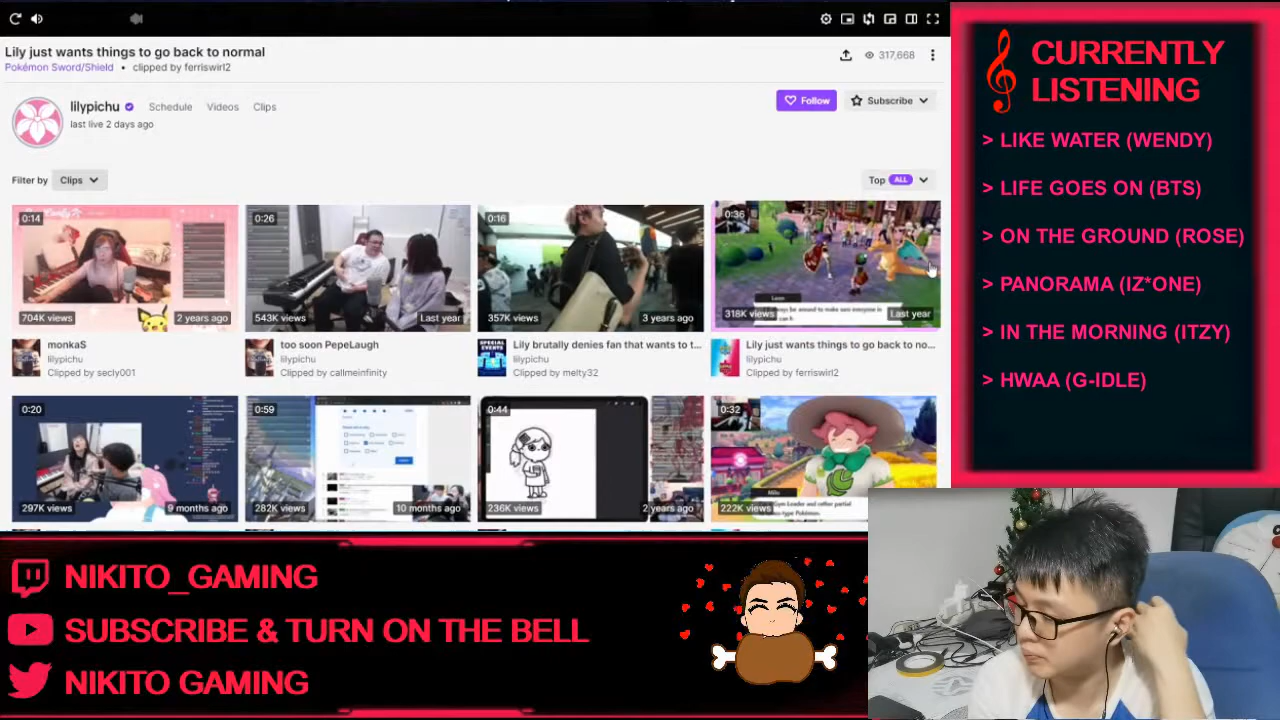 Lily just wants things to go back to normal
Pokémon Sword/Shield • clipped by ferriswirl2
317,668
lilypichu Schedule Videos Clips
last live 2 days ago
Follow
Subscribe
Filter by Clips
Top ALL
0:14
704K views
2 years ago
monkaS
lilypichu
Clipped by secly001
0:26
543K views
Last year
too soon PepeLaugh
lilypichu
Clipped by callmeinfinity
0:16
357K views
3 years ago
SPECIAL EVENTS
Lily brutally denies fan that wants to t...
lilypichu
Clipped by melty32
0:36
Leon
318K views
Last year
Lily just wants things to go back to no...
lilypichu
Clipped by ferriswirl2
0:20
297K views
9 months ago
0:59
282K views
10 months ago
0:44
236K views
2 years ago
0:32
Milo
222K views
last year
CURRENTLY
LISTENING
> LIKE WATER (WENDY)
> LIFE GOES ON (BTS)
> ON THE GROUND (ROSE)
> PANORAMA (IZ*ONE)
> IN THE MORNING (ITZY)
> HWAA (G-IDLE)
NIKITO_GAMING
SUBSCRIBE & TURN ON THE BELL
NIKITO GAMING